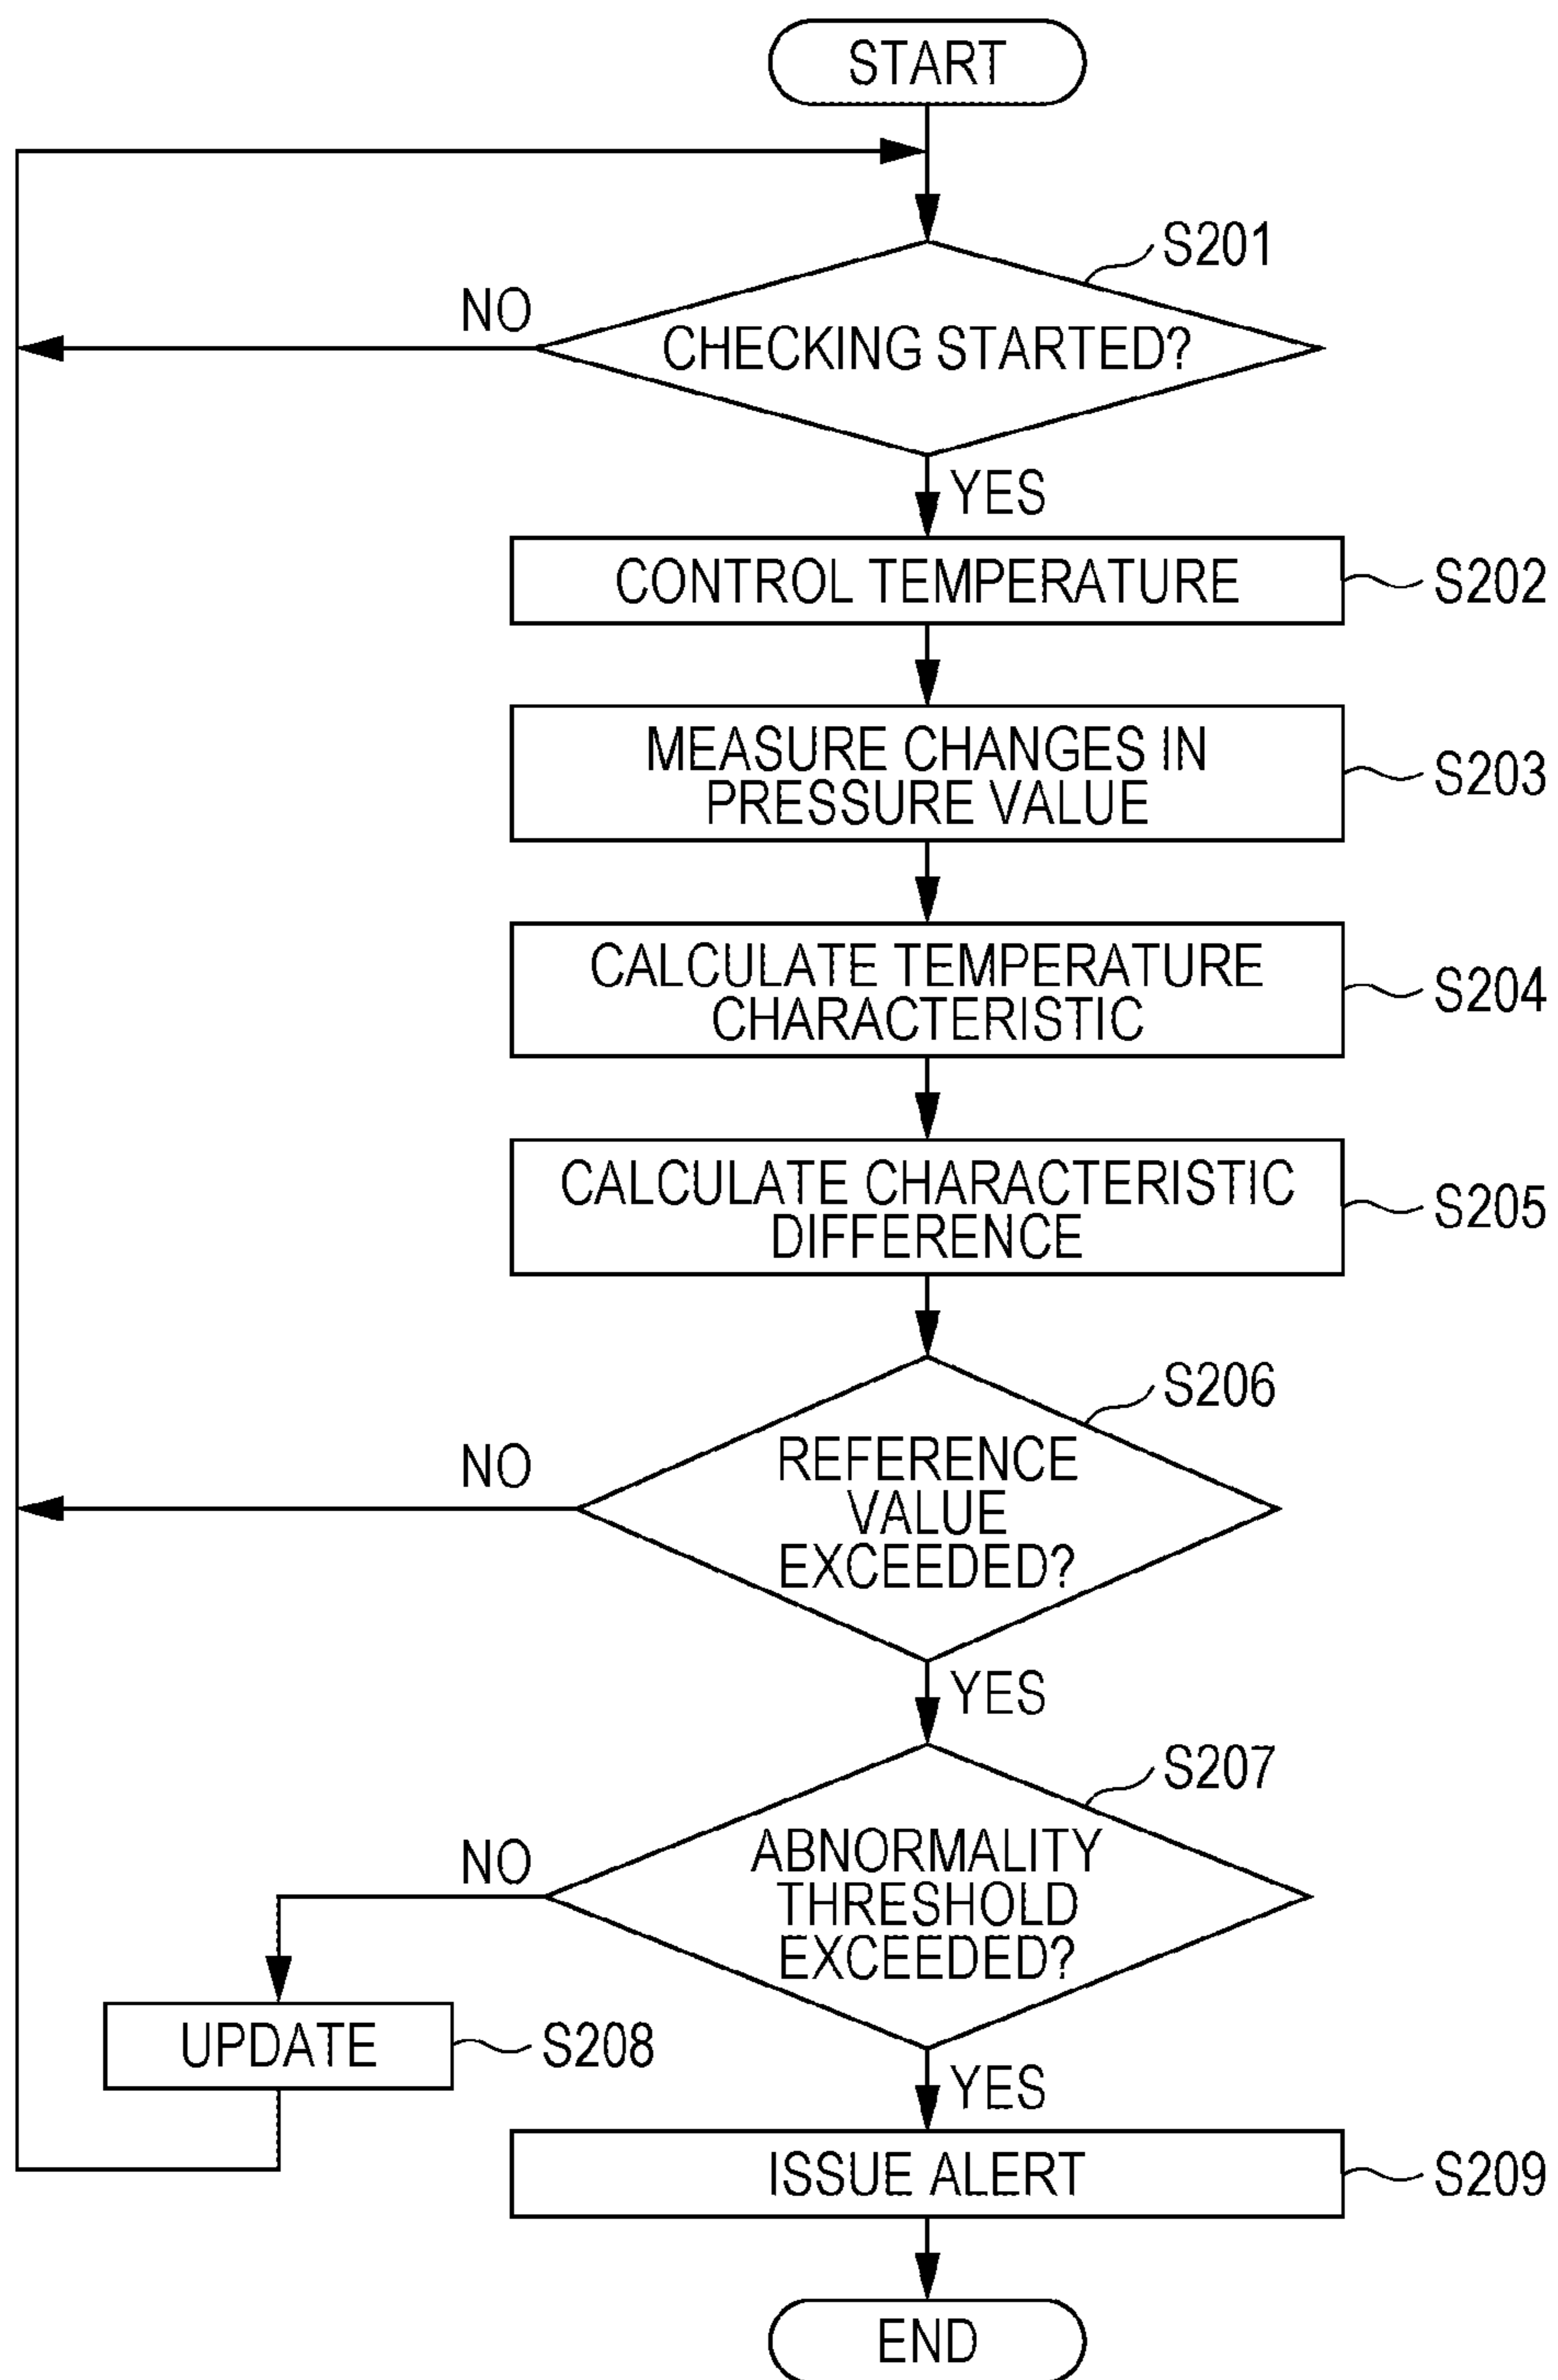 START
S201
NO
CHECKING STARTED?
YES
CONTROL TEMPERATURE
S202
MEASURE CHANGES IN
PRESSURE VALUE
S203
CALCULATE TEMPERATURE
CHARACTERISTIC
S204
CALCULATE CHARACTERISTIC
DIFFERENCE
S205
S206
NO
REFERENCE
VALUE
EXCEEDED?
YES
S207
NO
ABNORMALITY
THRESHOLD
EXCEEDED?
UPDATE
S208
YES
ISSUE ALERT
S209
END